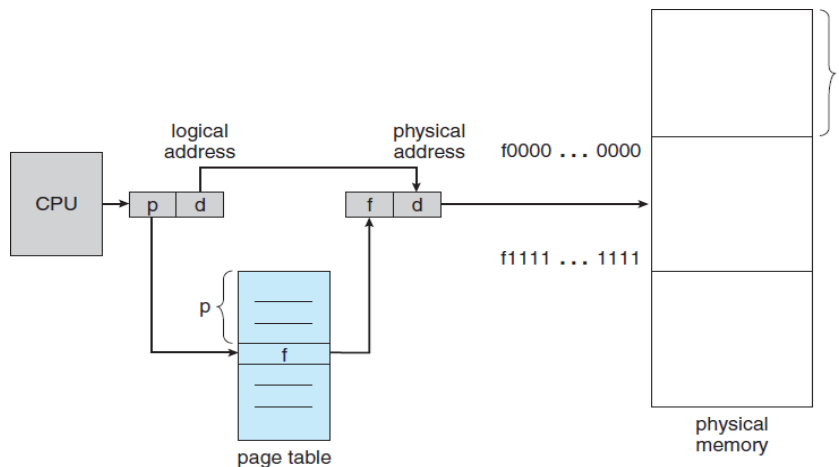 logical
address
physical
address
f0000 ... 0000
CPU
p d
f d
f1111 ... 1111
p
f
page table
physical
memory